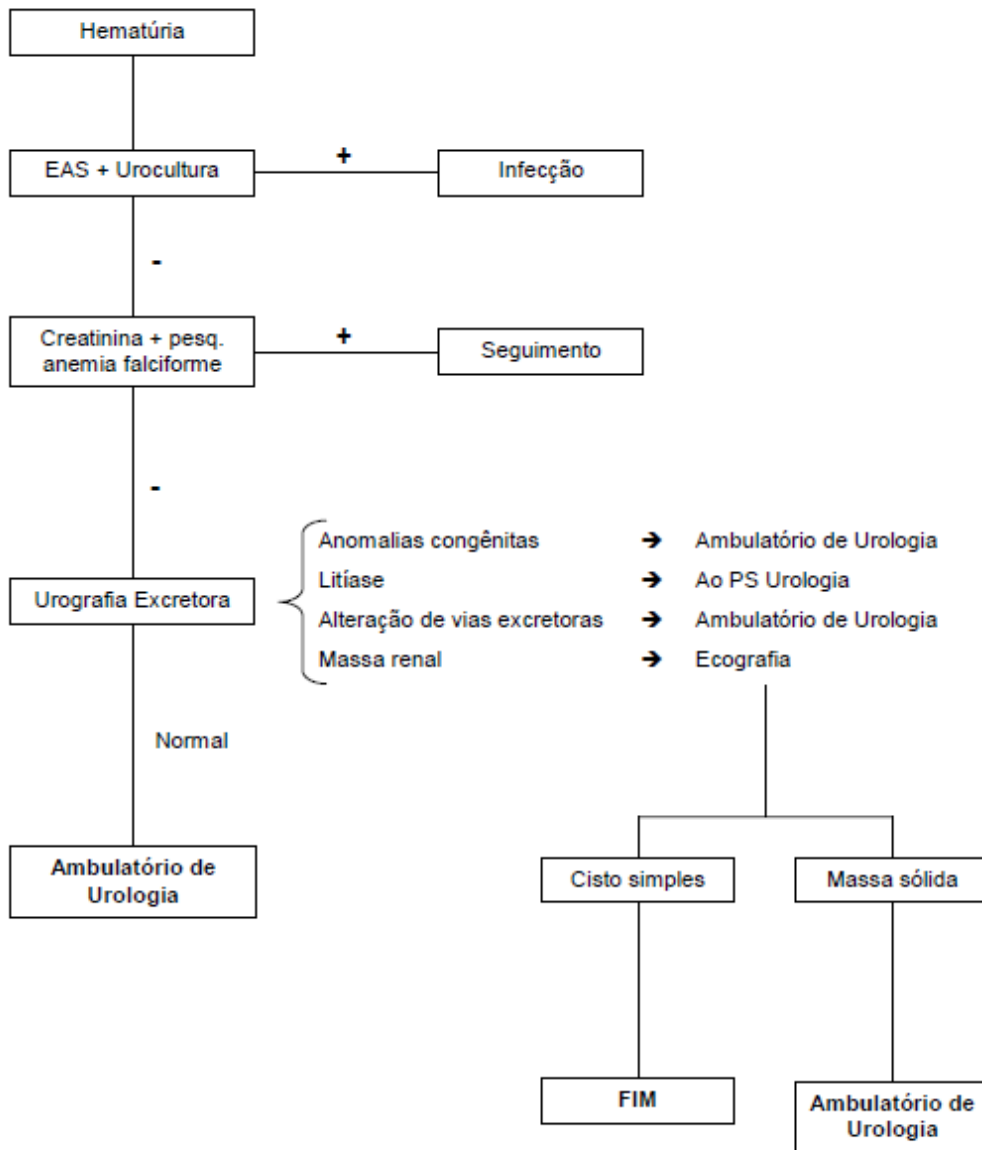 Hematúria
EAS + Urocultura
+
Infecção
-
Creatinina + pesq.
anemia falciforme
+
Seguimento
-
Urografia Excretora
Anomalias congênitas → Ambulatório de Urologia
Litíase → Ao PS Urologia
Alteração de vias excretoras → Ambulatório de Urologia
Massa renal → Ecografia
Normal
Ambulatório de
Urologia
Cisto simples
Massa sólida
FIM
Ambulatório de
Urologia